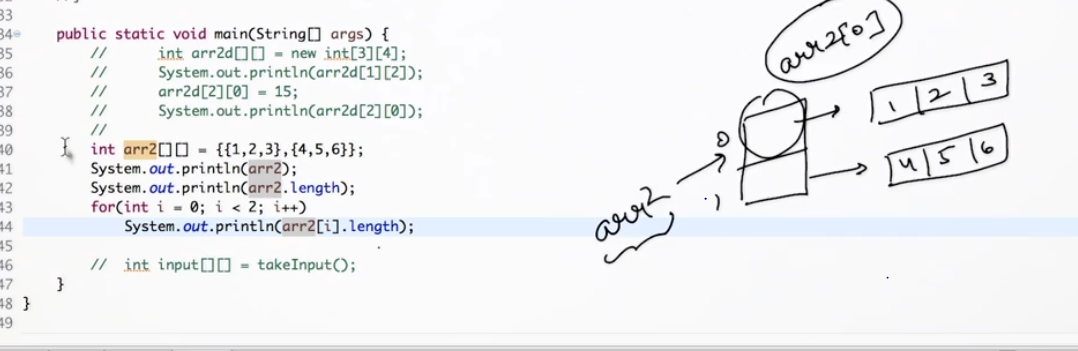 33
34 public static void main(String[] args) {
35 // int arr2d[][] = new int[3][4];
36 // System.out.println(arr2d[1][2]);
37 // arr2d[2][0] = 15;
38 // System.out.println(arr2d[2][0]);
39 //
40 int arr2[][] = {{1,2,3},{4,5,6}};
41 System.out.println(arr2);
42 System.out.println(arr2.length);
43 for(int i = 0; i < 2; i++)
44 System.out.println(arr2[i].length);
45
46 // int input[][] = takeInput();
47 }
48 }
49
arr2[0]
0 1 2 3
1 4 5 6
arr2